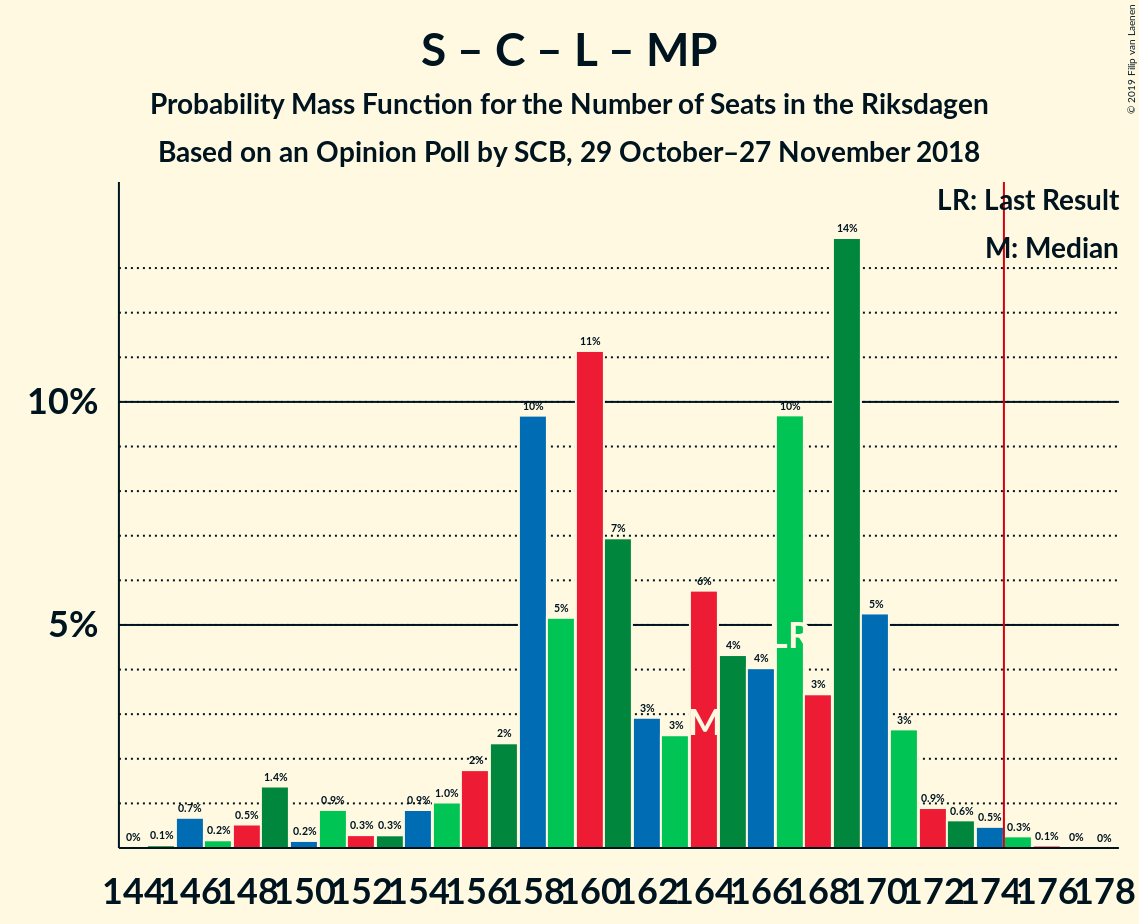 S – C – L – MP
Probability Mass Function for the Number of Seats in the Riksdagen
Based on an Opinion Poll by SCB, 29 October–27 November 2018
© 2019 Filip van Laenen
LR: Last Result
M: Median
10%
5%
0% 0.1% 0.7% 0.2% 0.5% 1.4% 0.2% 0.9% 0.3% 0.3% 0.9% 1.0% 2% 2% 10% 5% 11% 7% 3% 3% 6% 4% 4% 10% 3% 14% 5% 3% 0.9% 0.6% 0.5% 0.3% 0.1% 0% 0%
LR
M
144 146 148 150 152 154 156 158 160 162 164 166 168 170 172 174 176 178